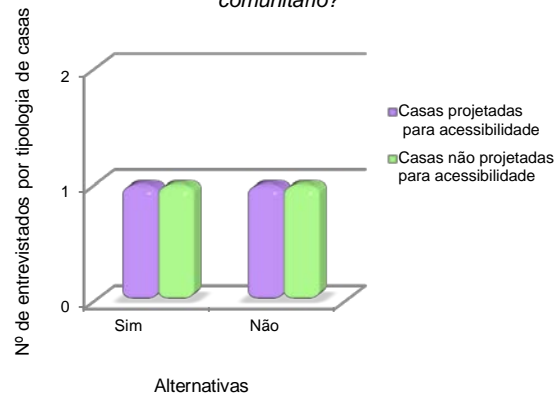 comunitário?
Nº de entrevistados por tipologia de casas
2
1
0
Sim
Não
Alternativas
Casas projetadas
para acessibilidade
Casas não projetadas
para acessibilidade